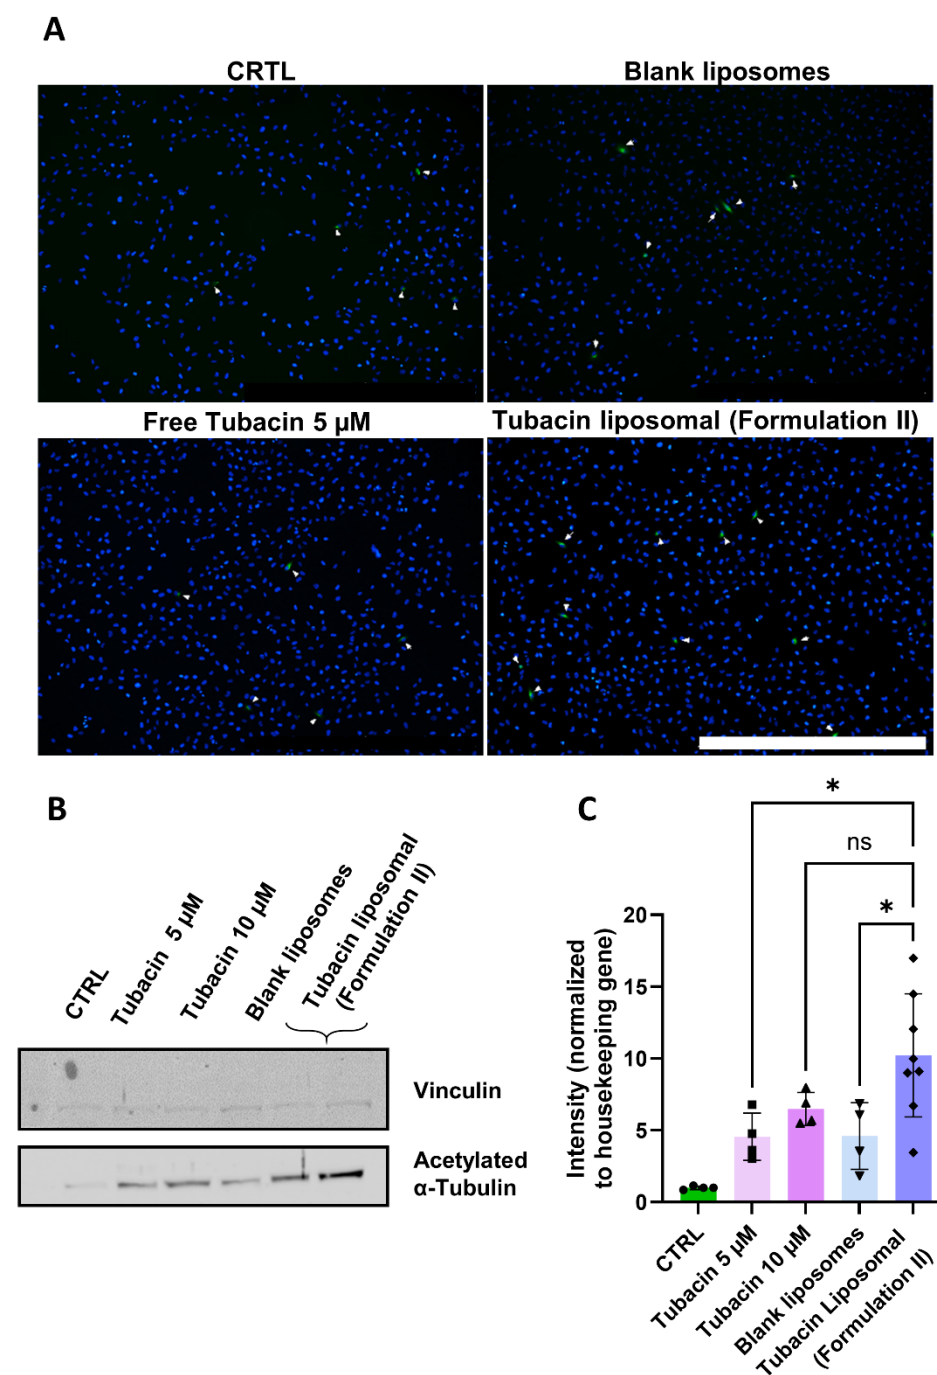 A
CRTL
Blank liposomes
Free Tubacin 5 µM
Tubacin liposomal (Formulation II)
B
CTRL
Tubacin 5 µM
Tubacin 10 µM
Blank liposomes
Tubacin liposomal
(Formulation II)
Vinculin
Acetylated
α-Tubulin
C
*
ns
*
Intensity (normalized
to housekeeping gene)
20
15
10
5
0
CTRL
Tubacin 5 µM
Tubacin 10 µM
Blank liposomes
Tubacin Liposomal
(Formulation II)